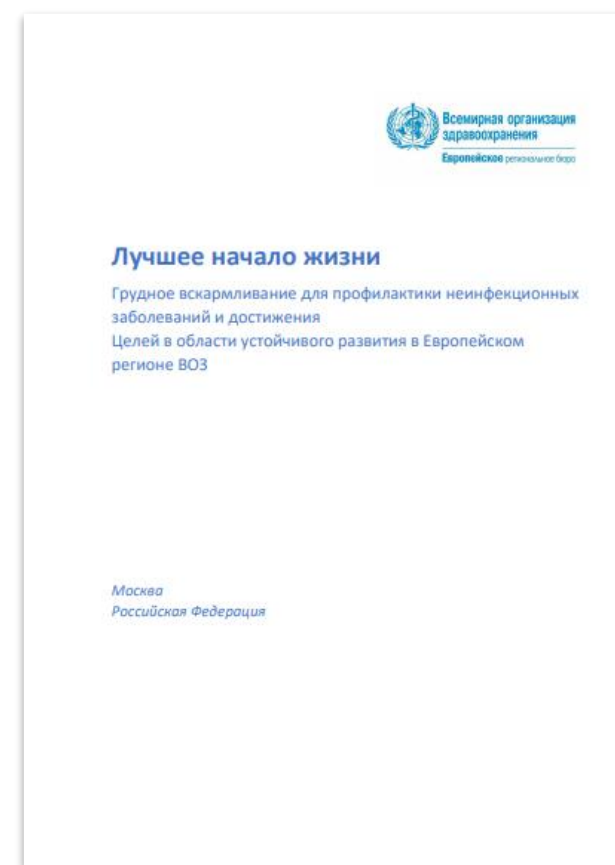 Всемирная организация
здравоохранения
Европейское региональное бюро
Лучшее начало жизни
Грудное вскармливание для профилактики неинфекционных
заболеваний и достижения
Целей в области устойчивого развития в Европейском
регионе ВОЗ
Москва
Российская Федерация